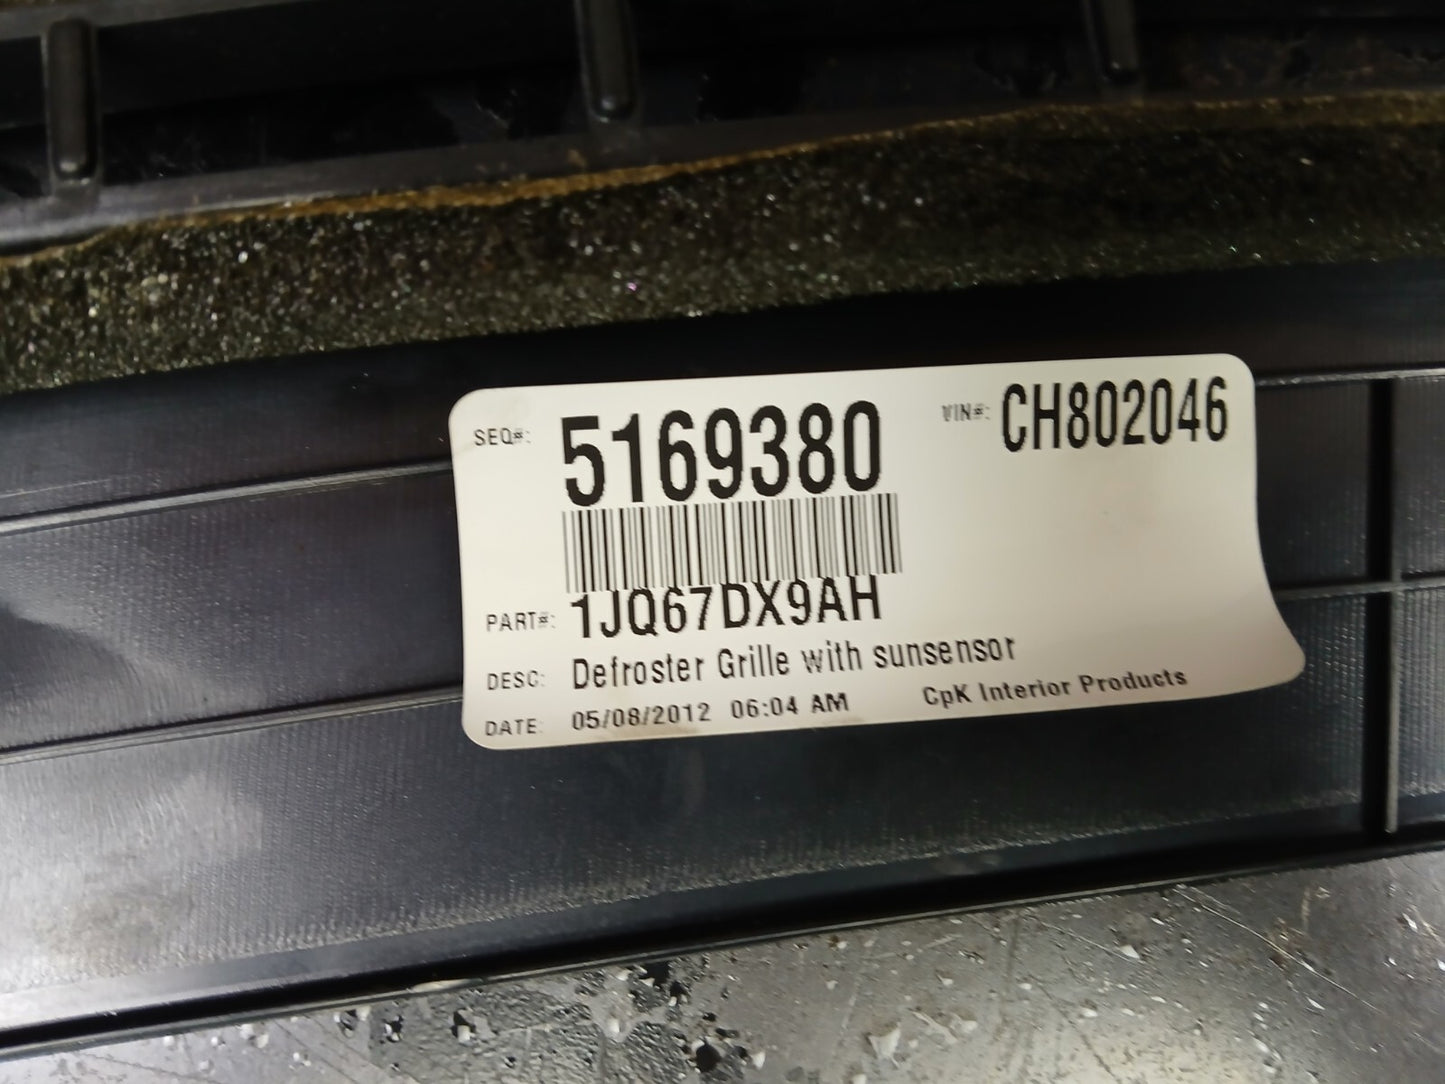 SEQ#: 5169380 VIN#: CH802046
PART#: 1JQ67DX9AH
DESC: Defroster Grille with sunsensor
DATE: 05/08/2012 06:04 AM CpK Interior Products